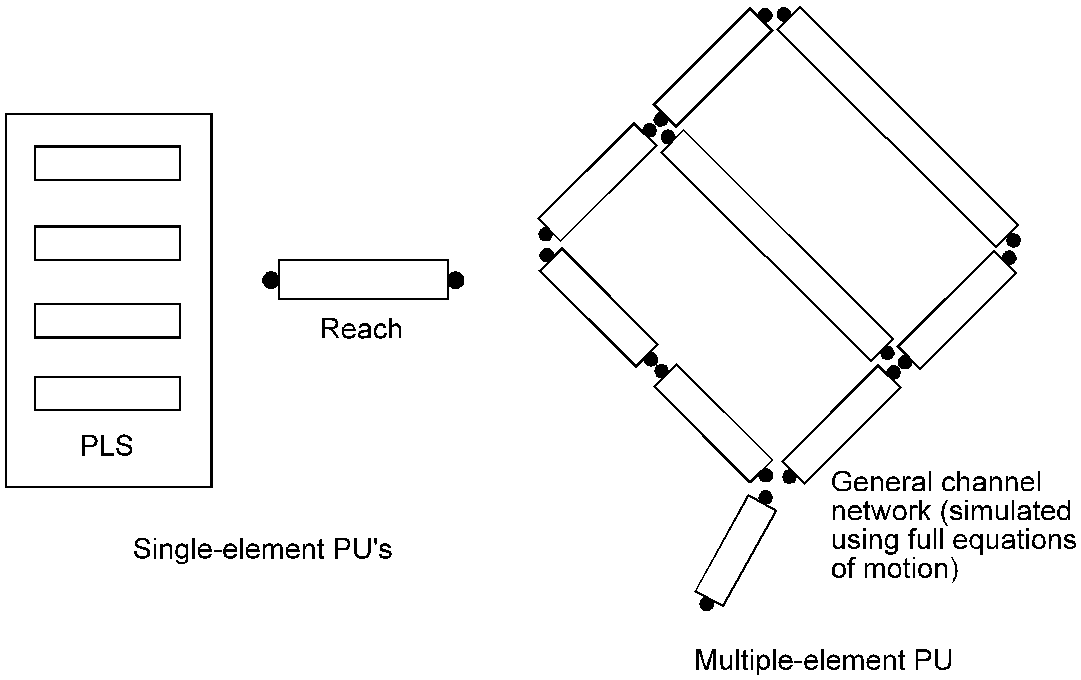 PLS
Reach
Single-element PU's
General channel
network (simulated
using full equations
of motion)
Multiple-element PU